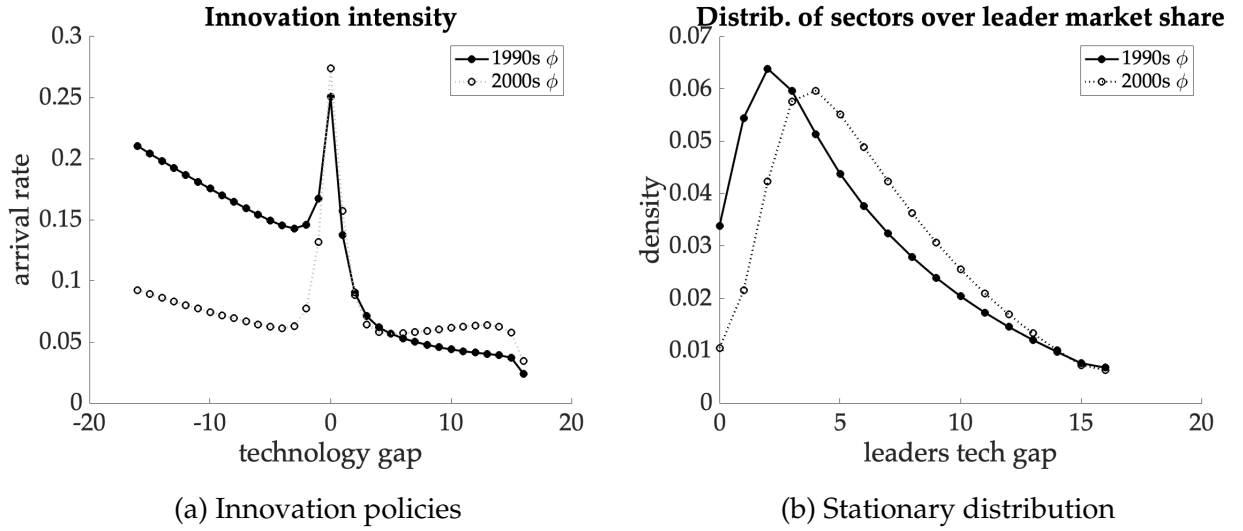 Innovation intensity
0.3
0.25
0.2
0.15
0.1
0.05
0
arrival rate
1990s ϕ
2000s ϕ
-20
-10
0
10
20
technology gap
(a) Innovation policies
Distrib. of sectors over leader market share
0.07
0.06
0.05
0.04
0.03
0.02
0.01
0
density
1990s ϕ
2000s ϕ
0
5
10
15
20
leaders tech gap
(b) Stationary distribution